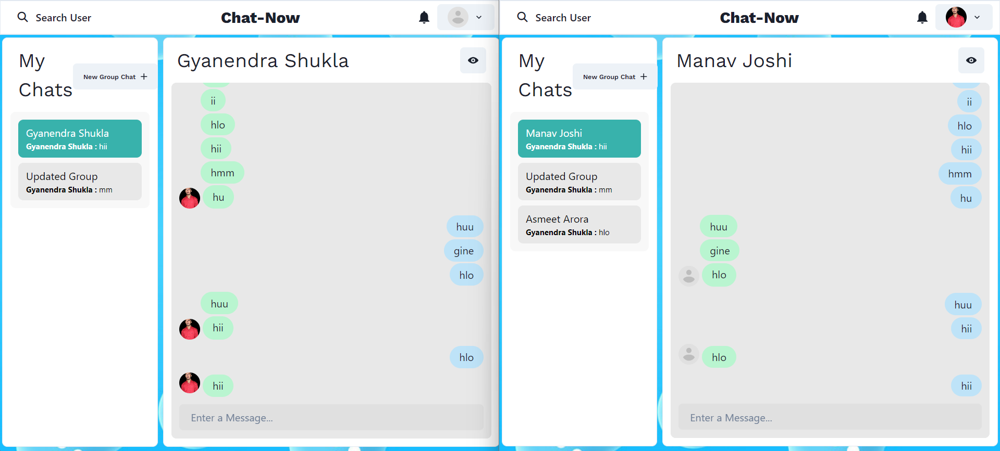 Search User
Chat-Now
My
Chats
New Group Chat +
Gyanendra Shukla
Gyanendra Shukla : hii
Updated Group
Gyanendra Shukla : mm
Gyanendra Shukla
ii
hlo
hii
hmm
hu
huu
gine
hlo
huu
hii
hlo
hii
Enter a Message...
Search User
Chat-Now
My
Chats
New Group Chat +
Manav Joshi
Gyanendra Shukla : hii
Updated Group
Gyanendra Shukla : mm
Asmeet Arora
Gyanendra Shukla : hlo
Manav Joshi
ii
hlo
hii
hmm
hu
huu
gine
hlo
huu
hii
hlo
hii
Enter a Message...